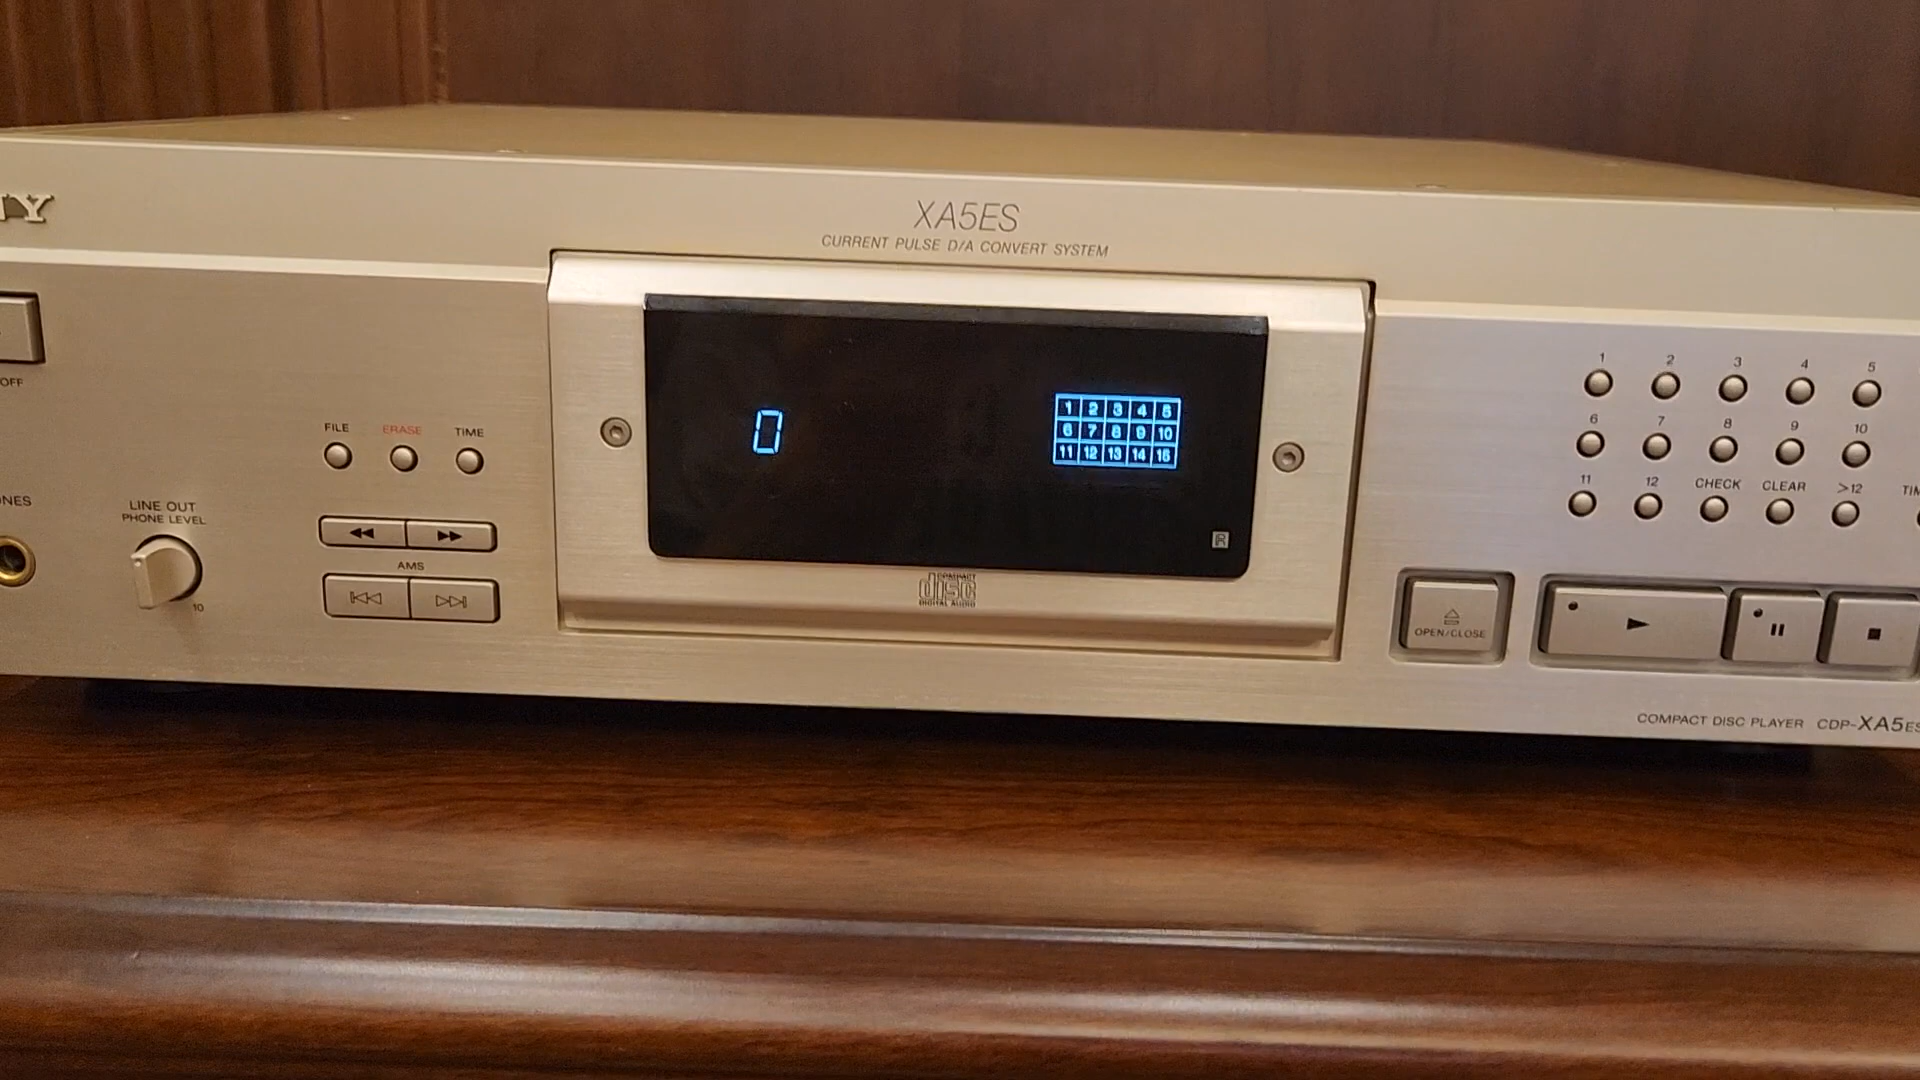 NY
XA5ES
CURRENT PULSE D/A CONVERT SYSTEM
OFF
FILE ERASE TIME
LINE OUT
PHONE LEVEL
10
AMS
0
1 2 3 4 5
6 7 8 9 10
11 12 13 14 15
R
COMPACT
disc
DIGITAL AUDIO
1 2 3 4 5
6 7 8 9 10
11 12 CHECK CLEAR >12
OPEN/CLOSE
COMPACT DISC PLAYER CDP-XA5ES